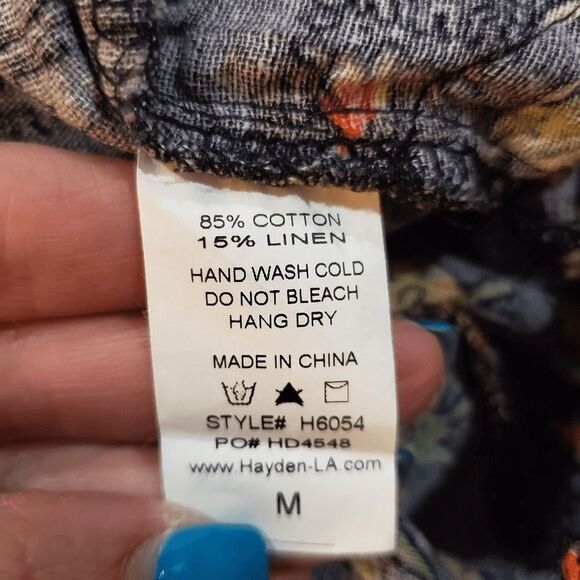 85% COTTON
15% LINEN
HAND WASH COLD
DO NOT BLEACH
HANG DRY
MADE IN CHINA
STYLE# H6054
PO# HD4548
www.Hayden-LA.com
M